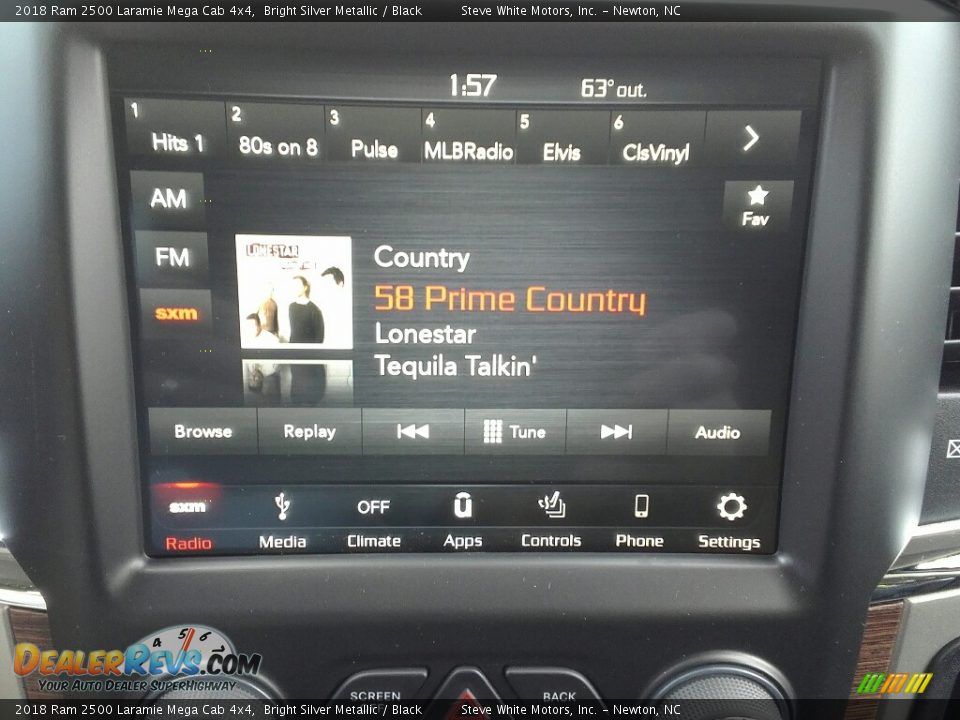 2018 Ram 2500 Laramie Mega Cab 4x4, Bright Silver Metallic / Black Steve White Motors, Inc. – Newton, NC
1:57 63° out.
1 2 3 4 5 6
Hits 1 80s on 8 Pulse MLBRadio Elvis ClsVinyl
AM
Fav
FM
sxm
LONESTAR
Country
58 Prime Country
Lonestar
Tequila Talkin'
Browse Replay Tune Audio
sxm OFF
Radio Media Climate Apps Controls Phone Settings
SCREEN BACK
4 5 6
DEALERREVS.COM
YOUR AUTO DEALER SUPERHIGHWAY
2018 Ram 2500 Laramie Mega Cab 4x4, Bright Silver Metallic / Black Steve White Motors, Inc. – Newton, NC